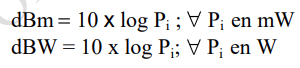 dBm = 10 x log Pᵢ ; ∀ Pᵢ en mW
dBW = 10 x log Pᵢ; ∀ Pᵢ en W